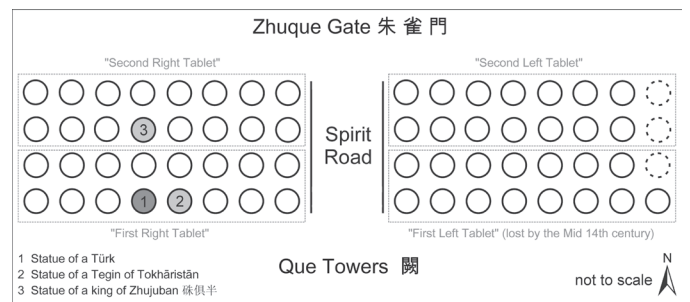 Zhuque Gate 朱雀門
"Second Right Tablet"
"Second Left Tablet"
3
Spirit
Road
1
2
"First Right Tablet"
"First Left Tablet" (lost by the Mid 14th century)
1 Statue of a Türk
2 Statue of a Tegin of Tokhāristān
3 Statue of a king of Zhujuban 硃俱半
Que Towers 闕
not to scale
N